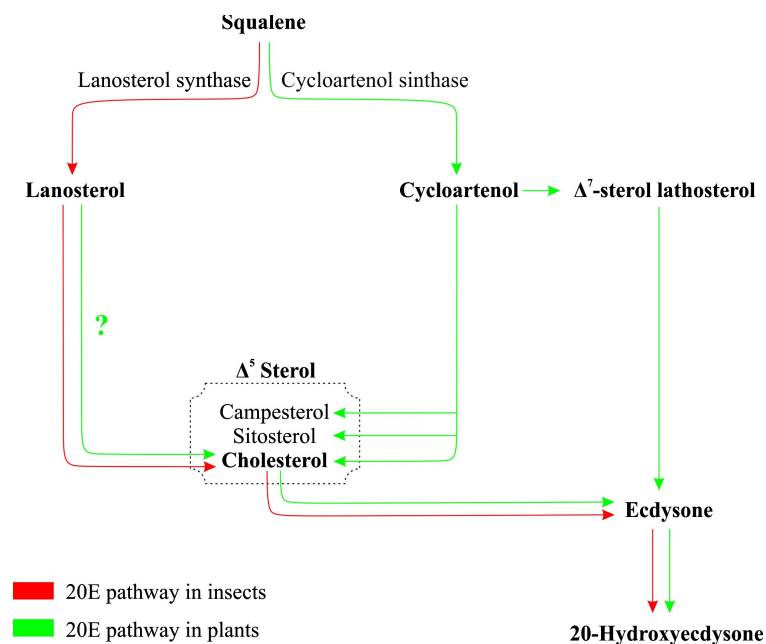 Squalene
Lanosterol synthase
Cycloartenol sinthase
Lanosterol
Cycloartenol
Δ⁷-sterol lathosterol
?
Δ⁵ Sterol
Campesterol
Sitosterol
Cholesterol
Ecdysone
20E pathway in insects
20E pathway in plants
20-Hydroxyecdysone